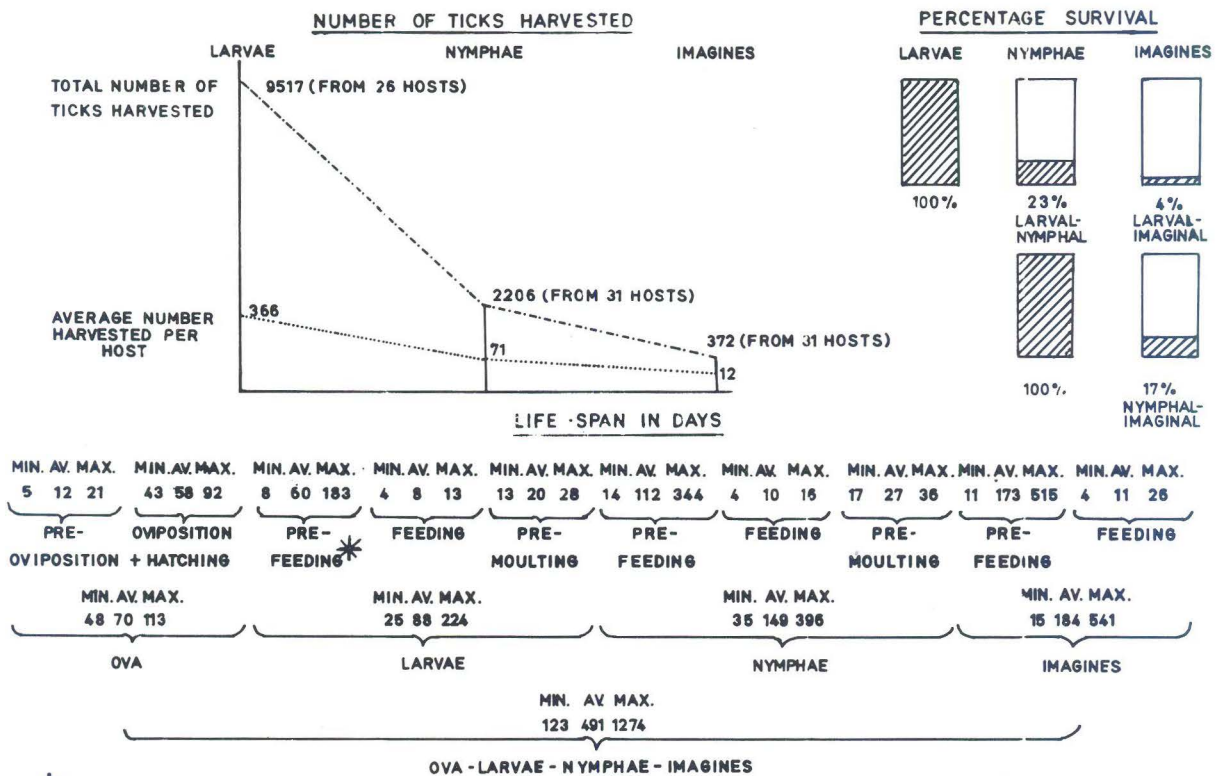 NUMBER OF TICKS HARVESTED
LARVAE NYMPHAE IMAGINES
TOTAL NUMBER OF
TICKS HARVESTED
9517 (FROM 26 HOSTS)
2206 (FROM 31 HOSTS)
372 (FROM 31 HOSTS)
AVERAGE NUMBER
HARVESTED PER
HOST
366
71
12
PERCENTAGE SURVIVAL
LARVAE NYMPHAE IMAGINES
100% 23% 4%
LARVAL-
NYMPHAL
LARVAL-
IMAGINAL
100% 17%
NYMPHAL-
IMAGINAL
LIFE-SPAN IN DAYS
MIN. AV. MAX. MIN. AV. MAX. MIN. AV. MAX. MIN. AV. MAX. MIN. AV. MAX. MIN. AV. MAX. MIN. AV. MAX. MIN. AV. MAX. MIN. AV. MAX. MIN. AV. MAX.
5 12 21 43 58 92 8 60 183 4 8 13 13 20 28 14 112 344 4 10 16 17 27 36 11 173 515 4 11 26
PRE- OVIPOSITION PRE- FEEDING PRE- PRE- FEEDING PRE- PRE- FEEDING
OVIPOSITION + HATCHING FEEDING* MOULTING FEEDING MOULTING FEEDING
MIN. AV. MAX. MIN. AV. MAX. MIN. AV. MAX. MIN. AV. MAX.
48 70 113 25 88 224 35 149 396 15 184 541
OVA LARVAE NYMPHAE IMAGINES
MIN. AV. MAX.
123 491 1274
OVA - LARVAE - NYMPHAE - IMAGINES